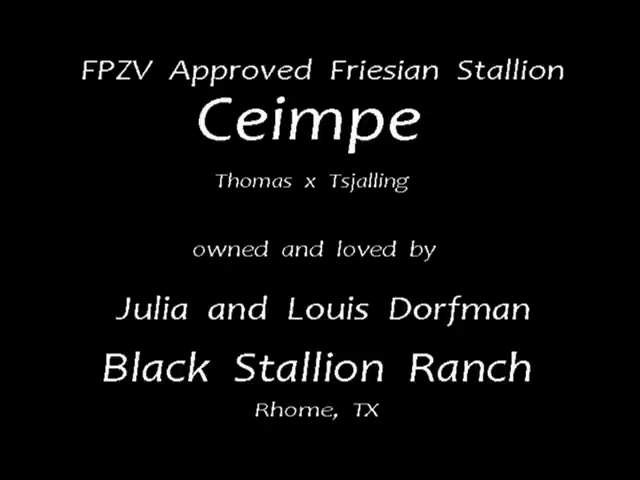 FPZV Approved Friesian Stallion
Ceimpe
Thomas x Tsjalling
owned and loved by
Julia and Louis Dorfman
Black Stallion Ranch
Rhome, TX